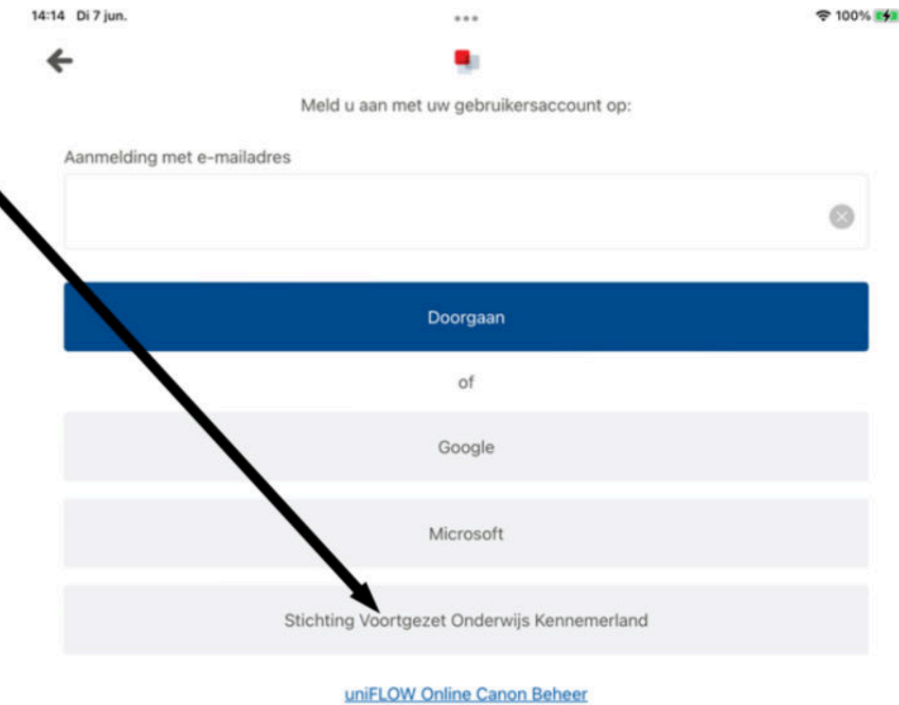 14:14 Di 7 jun.
100%
Meld u aan met uw gebruikersaccount op:
Aanmelding met e-mailadres
Doorgaan
of
Google
Microsoft
Stichting Voortgezet Onderwijs Kennemerland
uniFLOW Online Canon Beheer